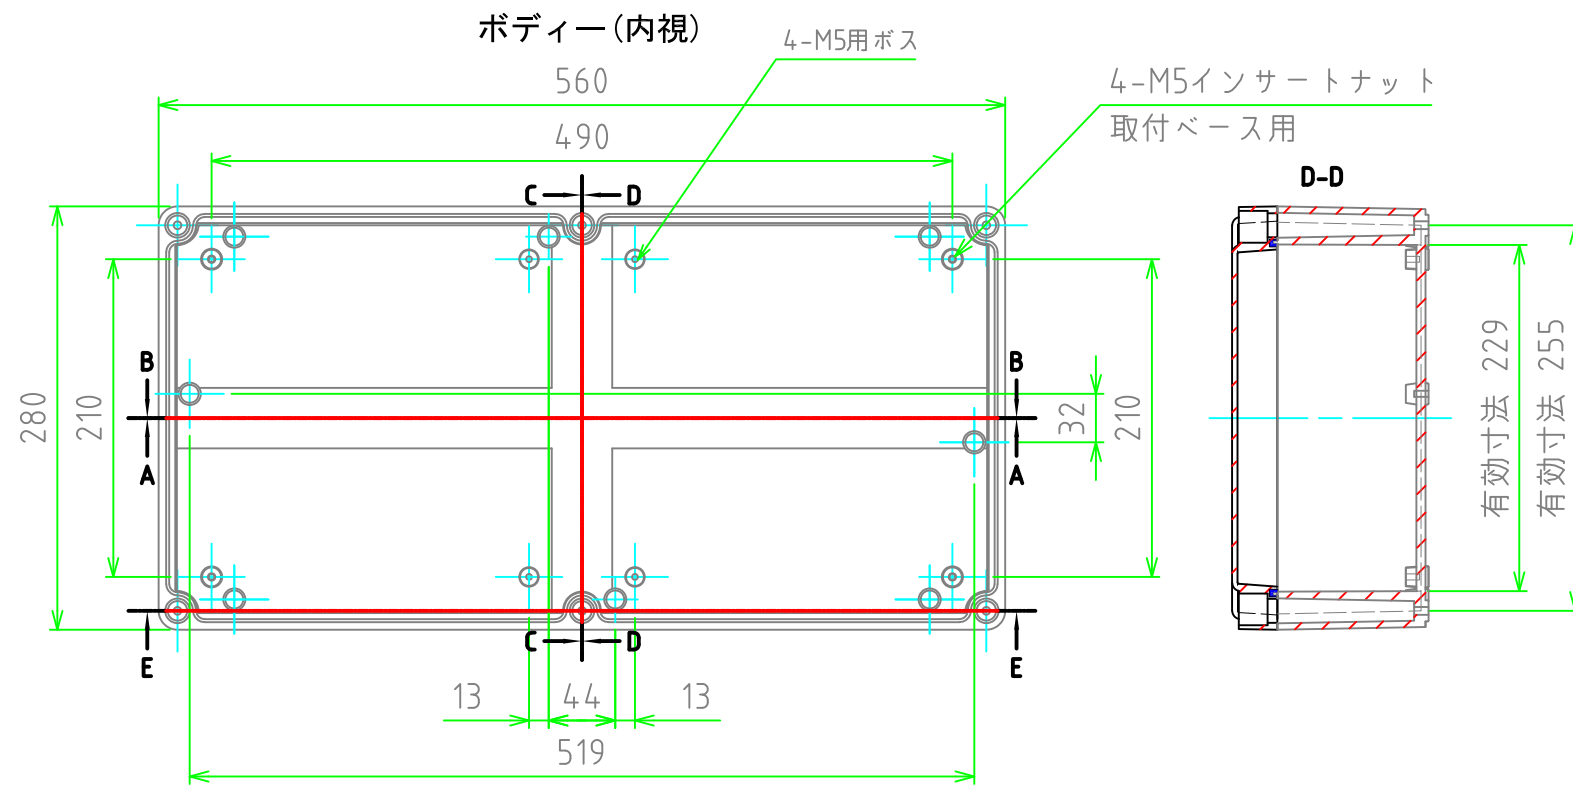 ボディー(内視)
4-M5用ボス
4-M5インサートナット
取付ベース用
560
490
C
D
D-D
B
B
280
210
32
210
有効寸法 229
有効寸法 255
A
A
C
D
E
E
13
44
13
519